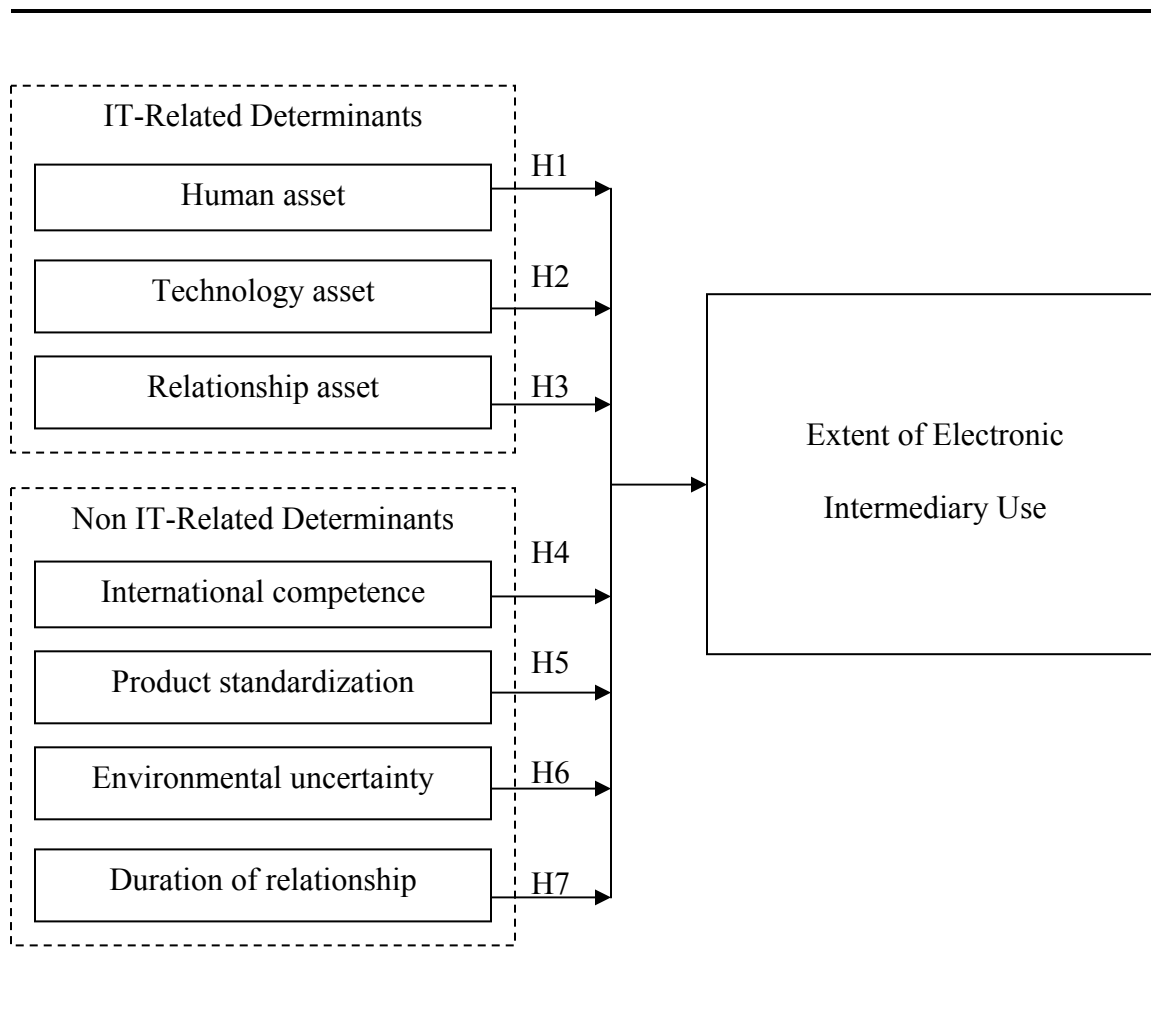 IT-Related Determinants
Human asset
H1
Technology asset
H2
Relationship asset
H3
Non IT-Related Determinants
International competence
H4
Product standardization
H5
Environmental uncertainty
H6
Duration of relationship
H7
Extent of Electronic
Intermediary Use